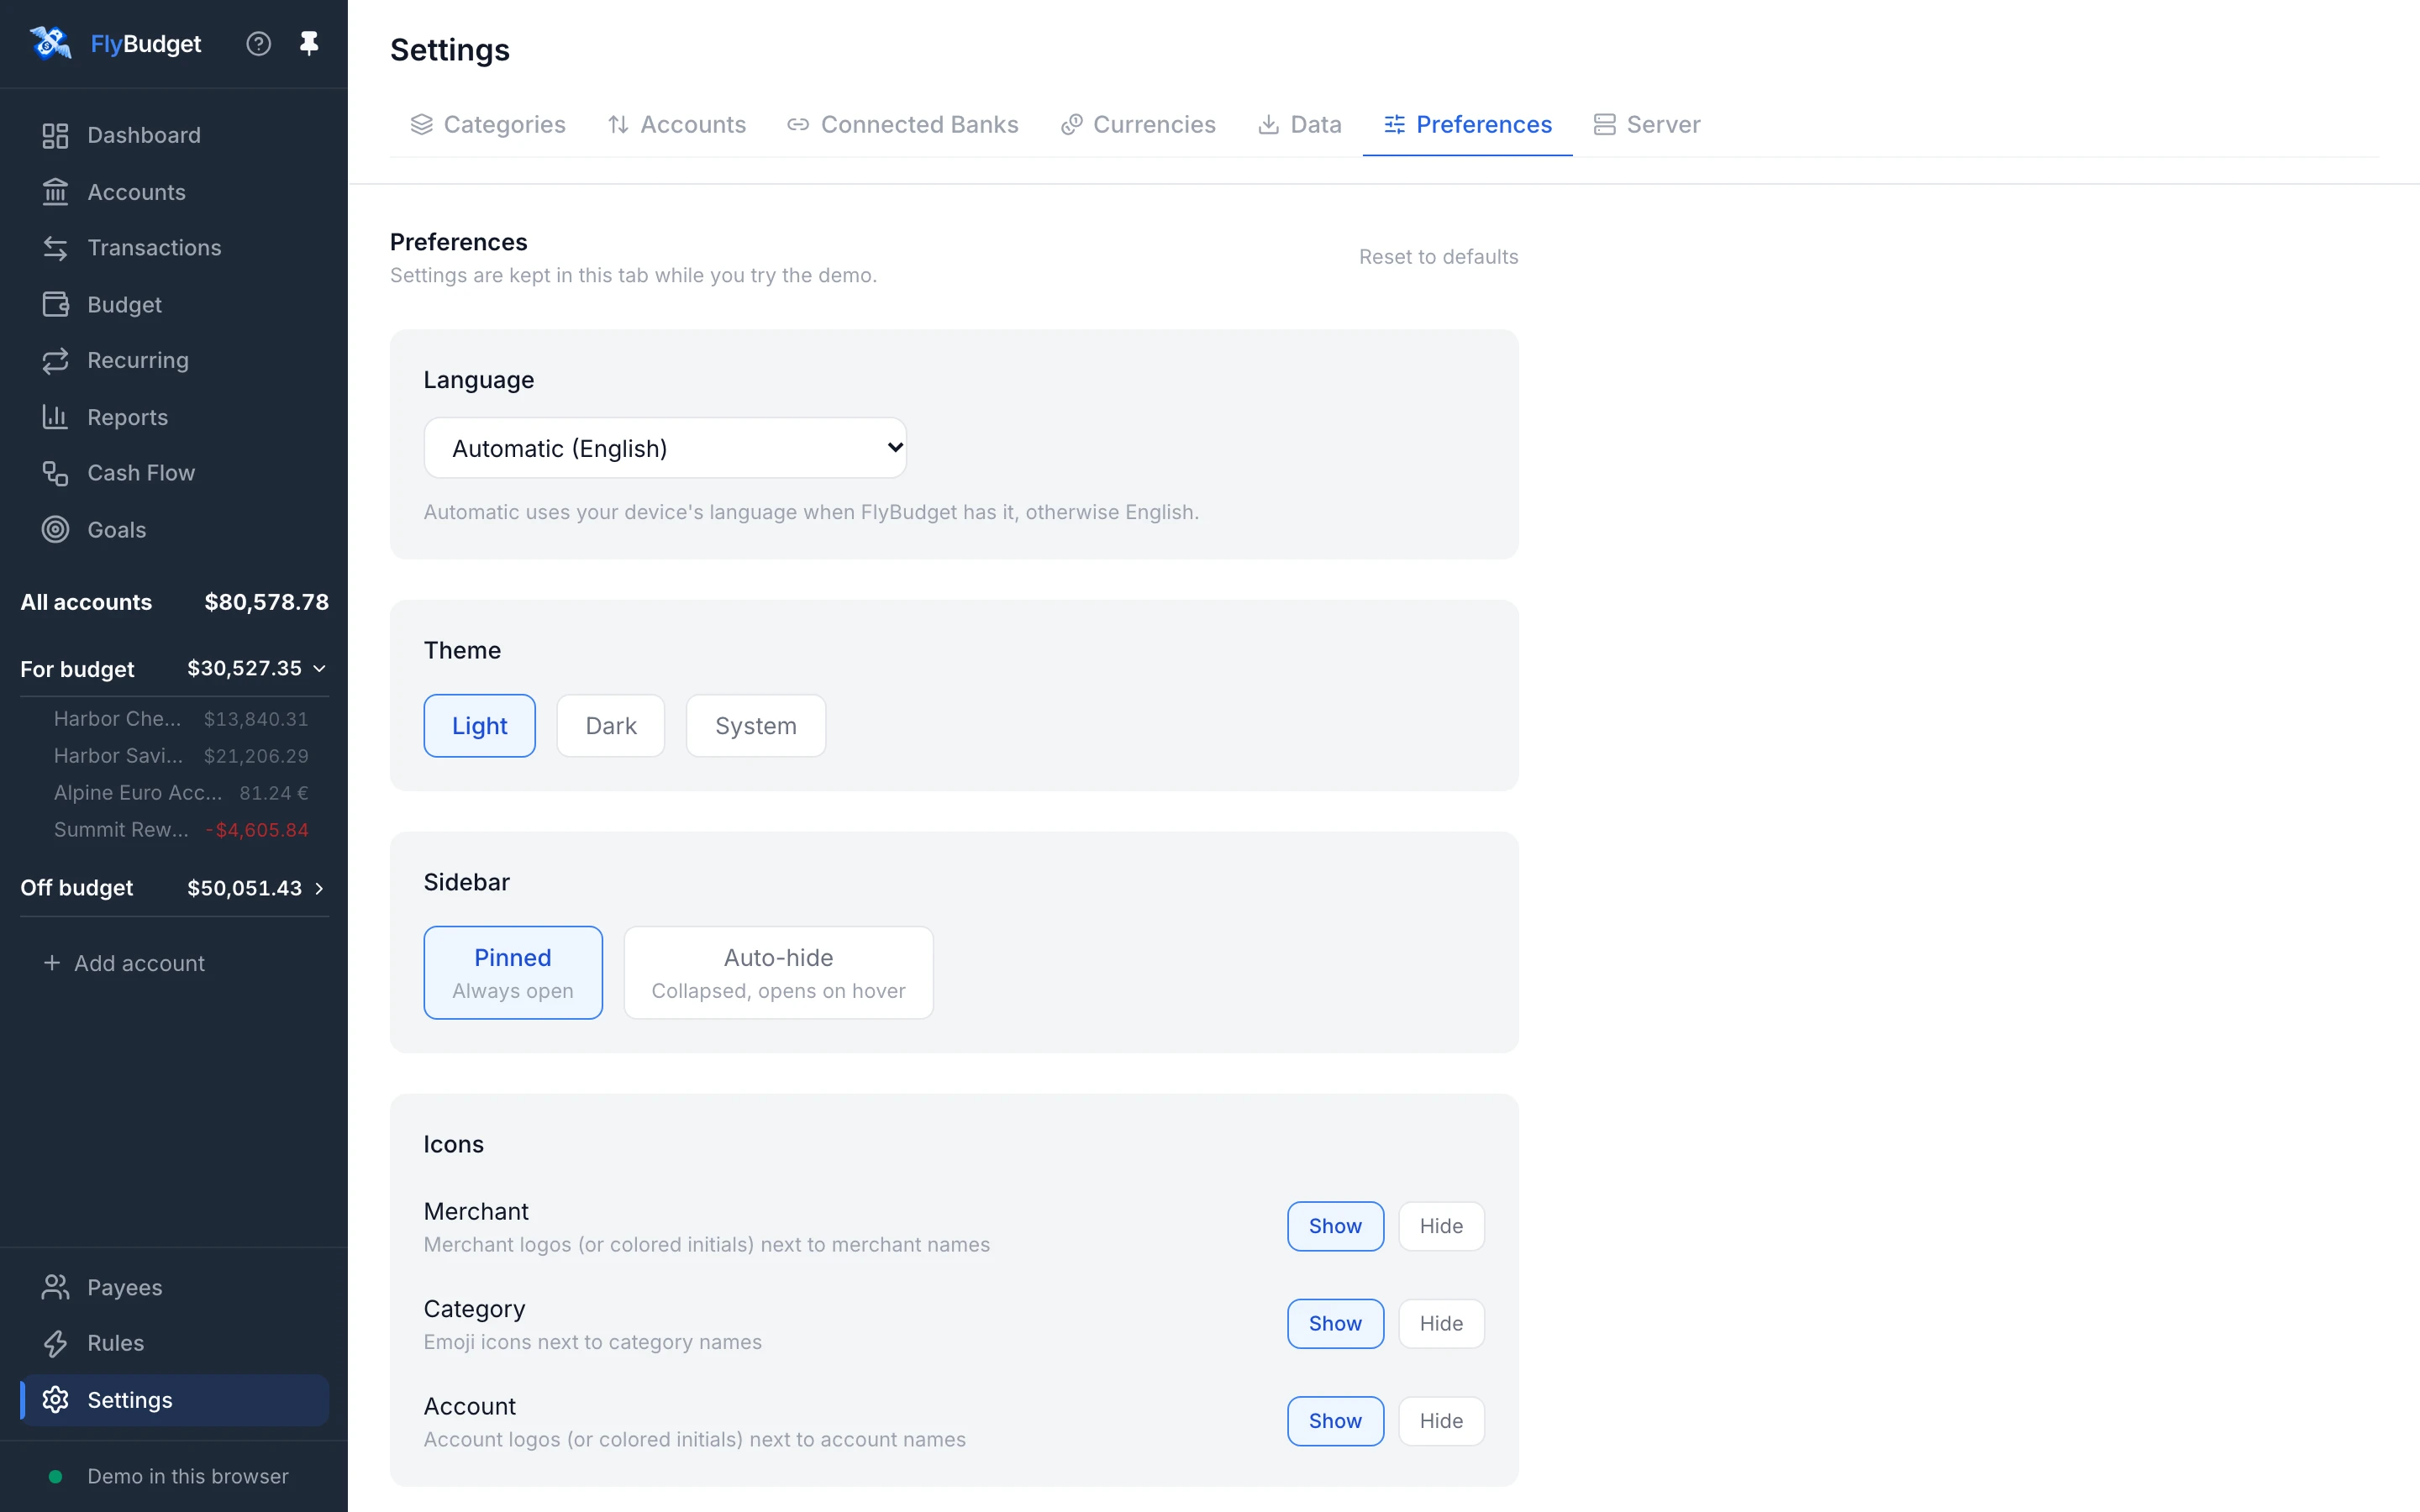 FlyBudget
Dashboard
Accounts
Transactions
Budget
Recurring
Reports
Cash Flow
Goals
All accounts $80,578.78
For budget $30,527.35
Harbor Che... $13,840.31
Harbor Savi... $21,206.29
Alpine Euro Acc... 81.24 €
Summit Rew... -$4,605.84
Off budget $50,051.43
+ Add account
Payees
Rules
Settings
Demo in this browser
Settings
Categories Accounts Connected Banks Currencies Data Preferences Server
Preferences
Settings are kept in this tab while you try the demo.
Reset to defaults
Language
Automatic (English)
Automatic uses your device's language when FlyBudget has it, otherwise English.
Theme
Light Dark System
Sidebar
Pinned
Always open
Auto-hide
Collapsed, opens on hover
Icons
Merchant
Merchant logos (or colored initials) next to merchant names
Show Hide
Category
Emoji icons next to category names
Show Hide
Account
Account logos (or colored initials) next to account names
Show Hide